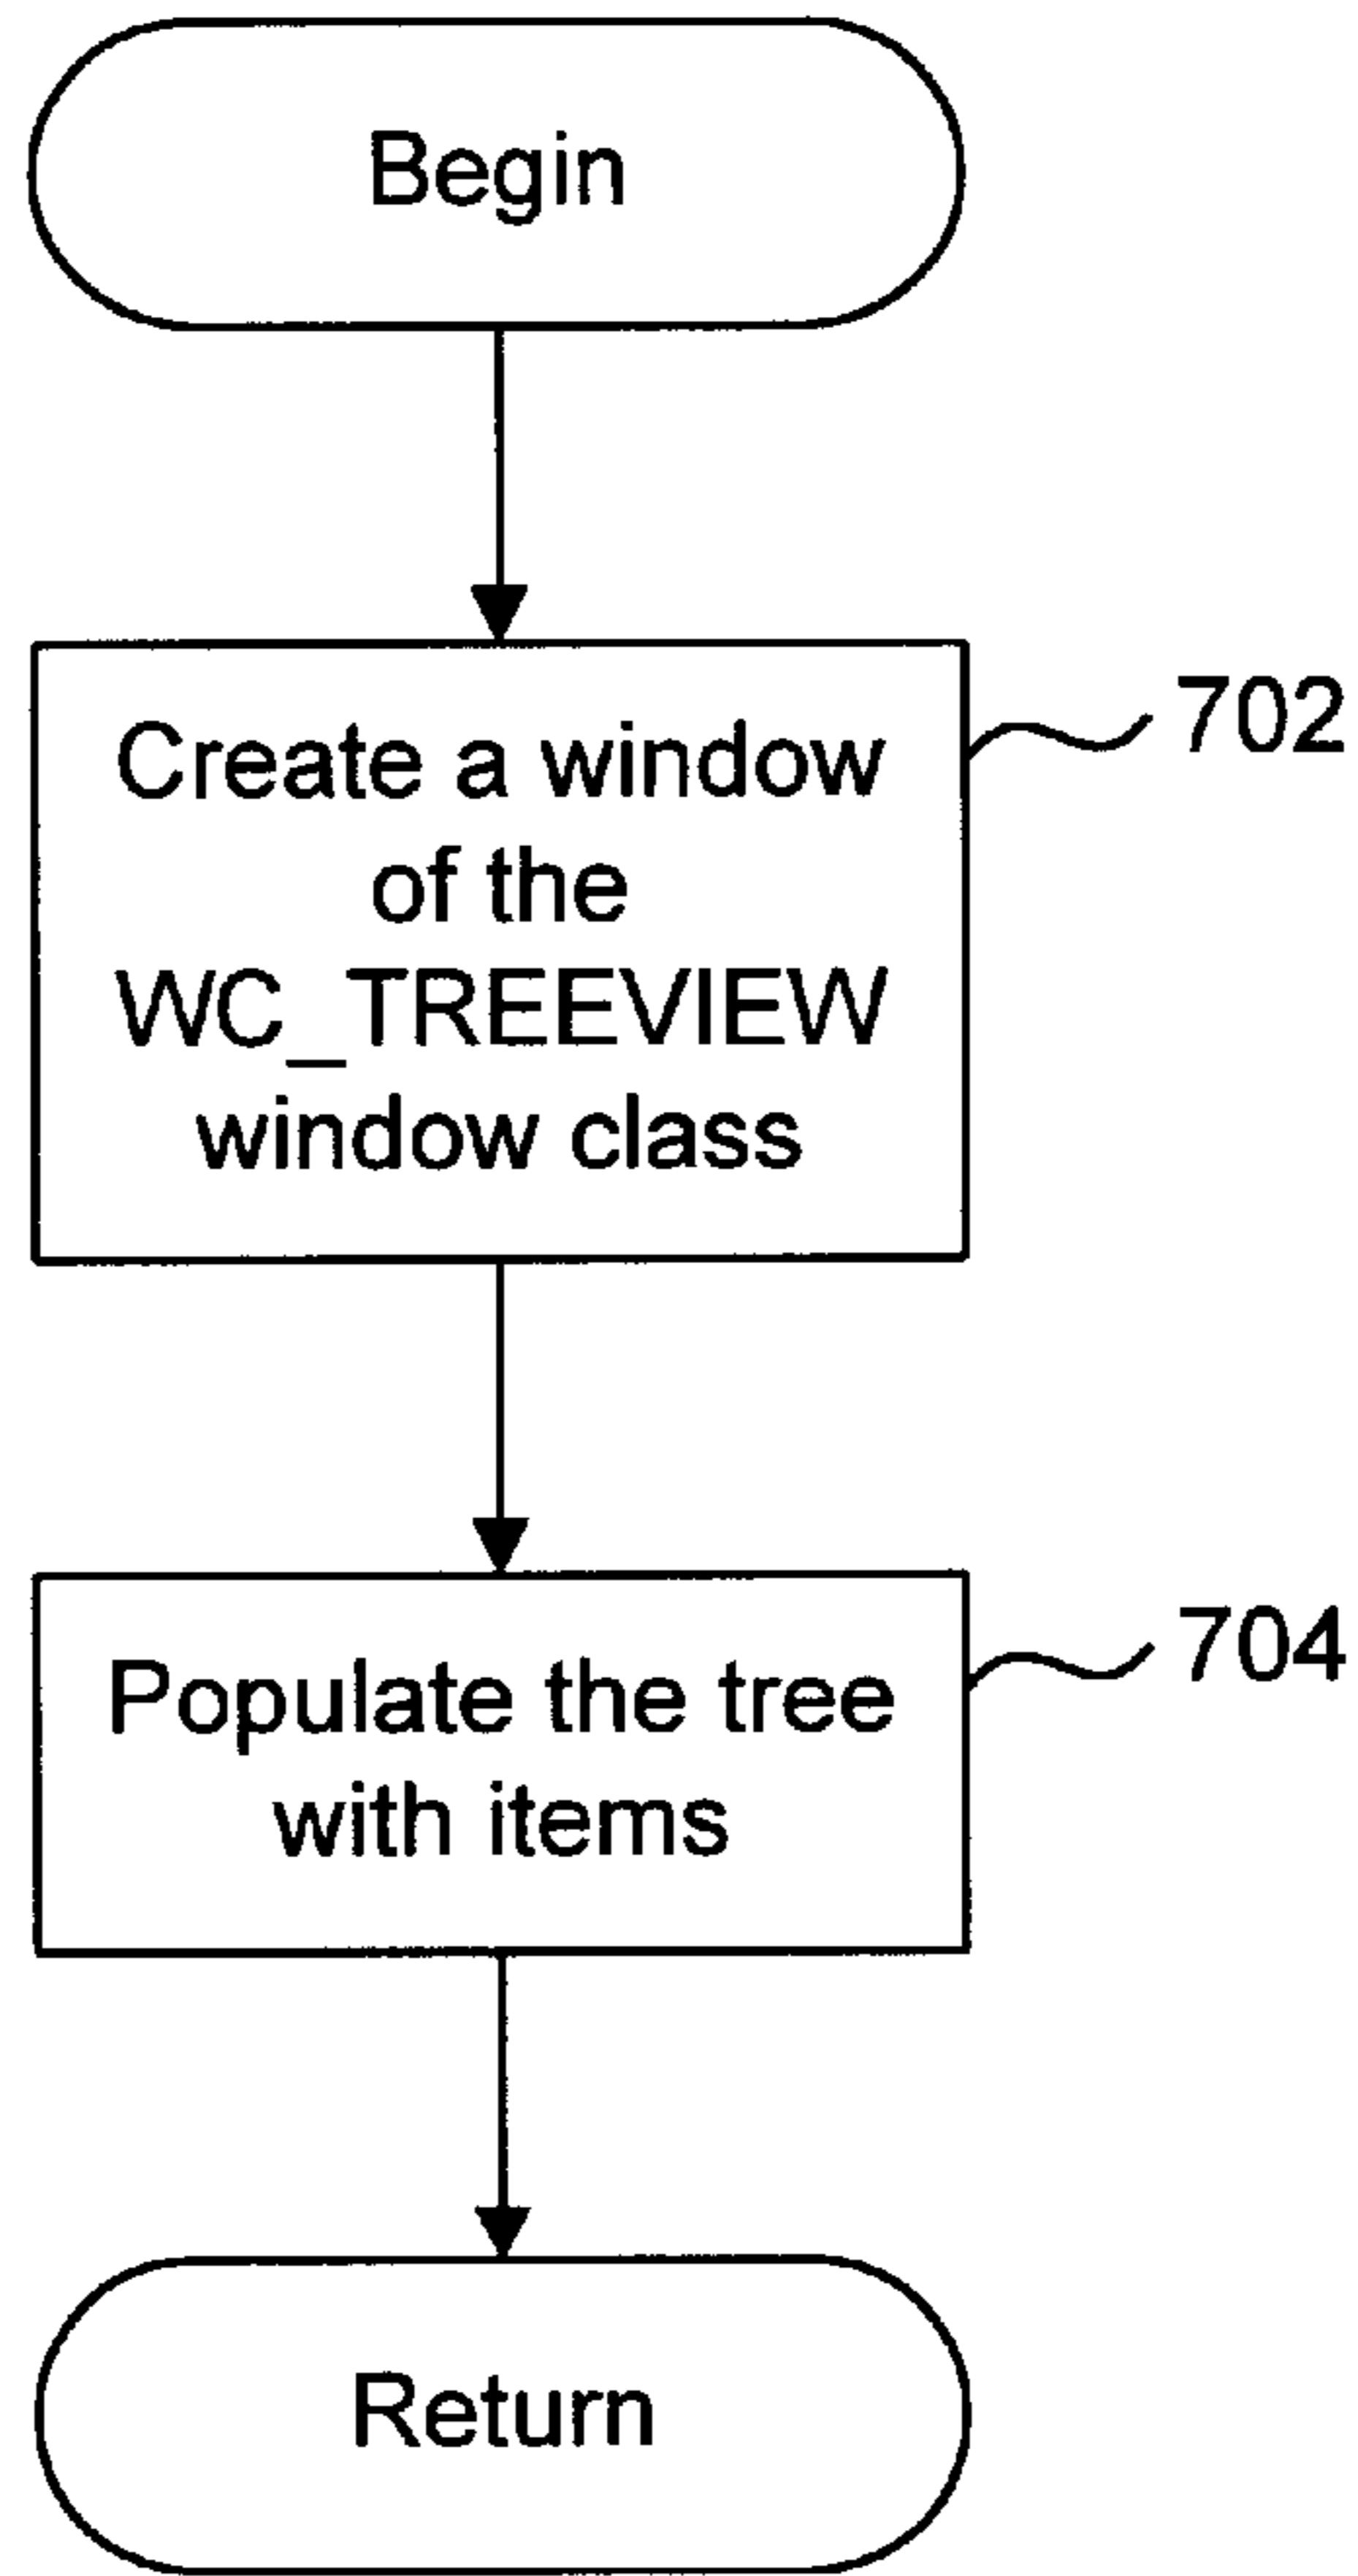 Begin
Create a window
of the
WC_TREEVIEW
window class
702
Populate the tree
with items
704
Return